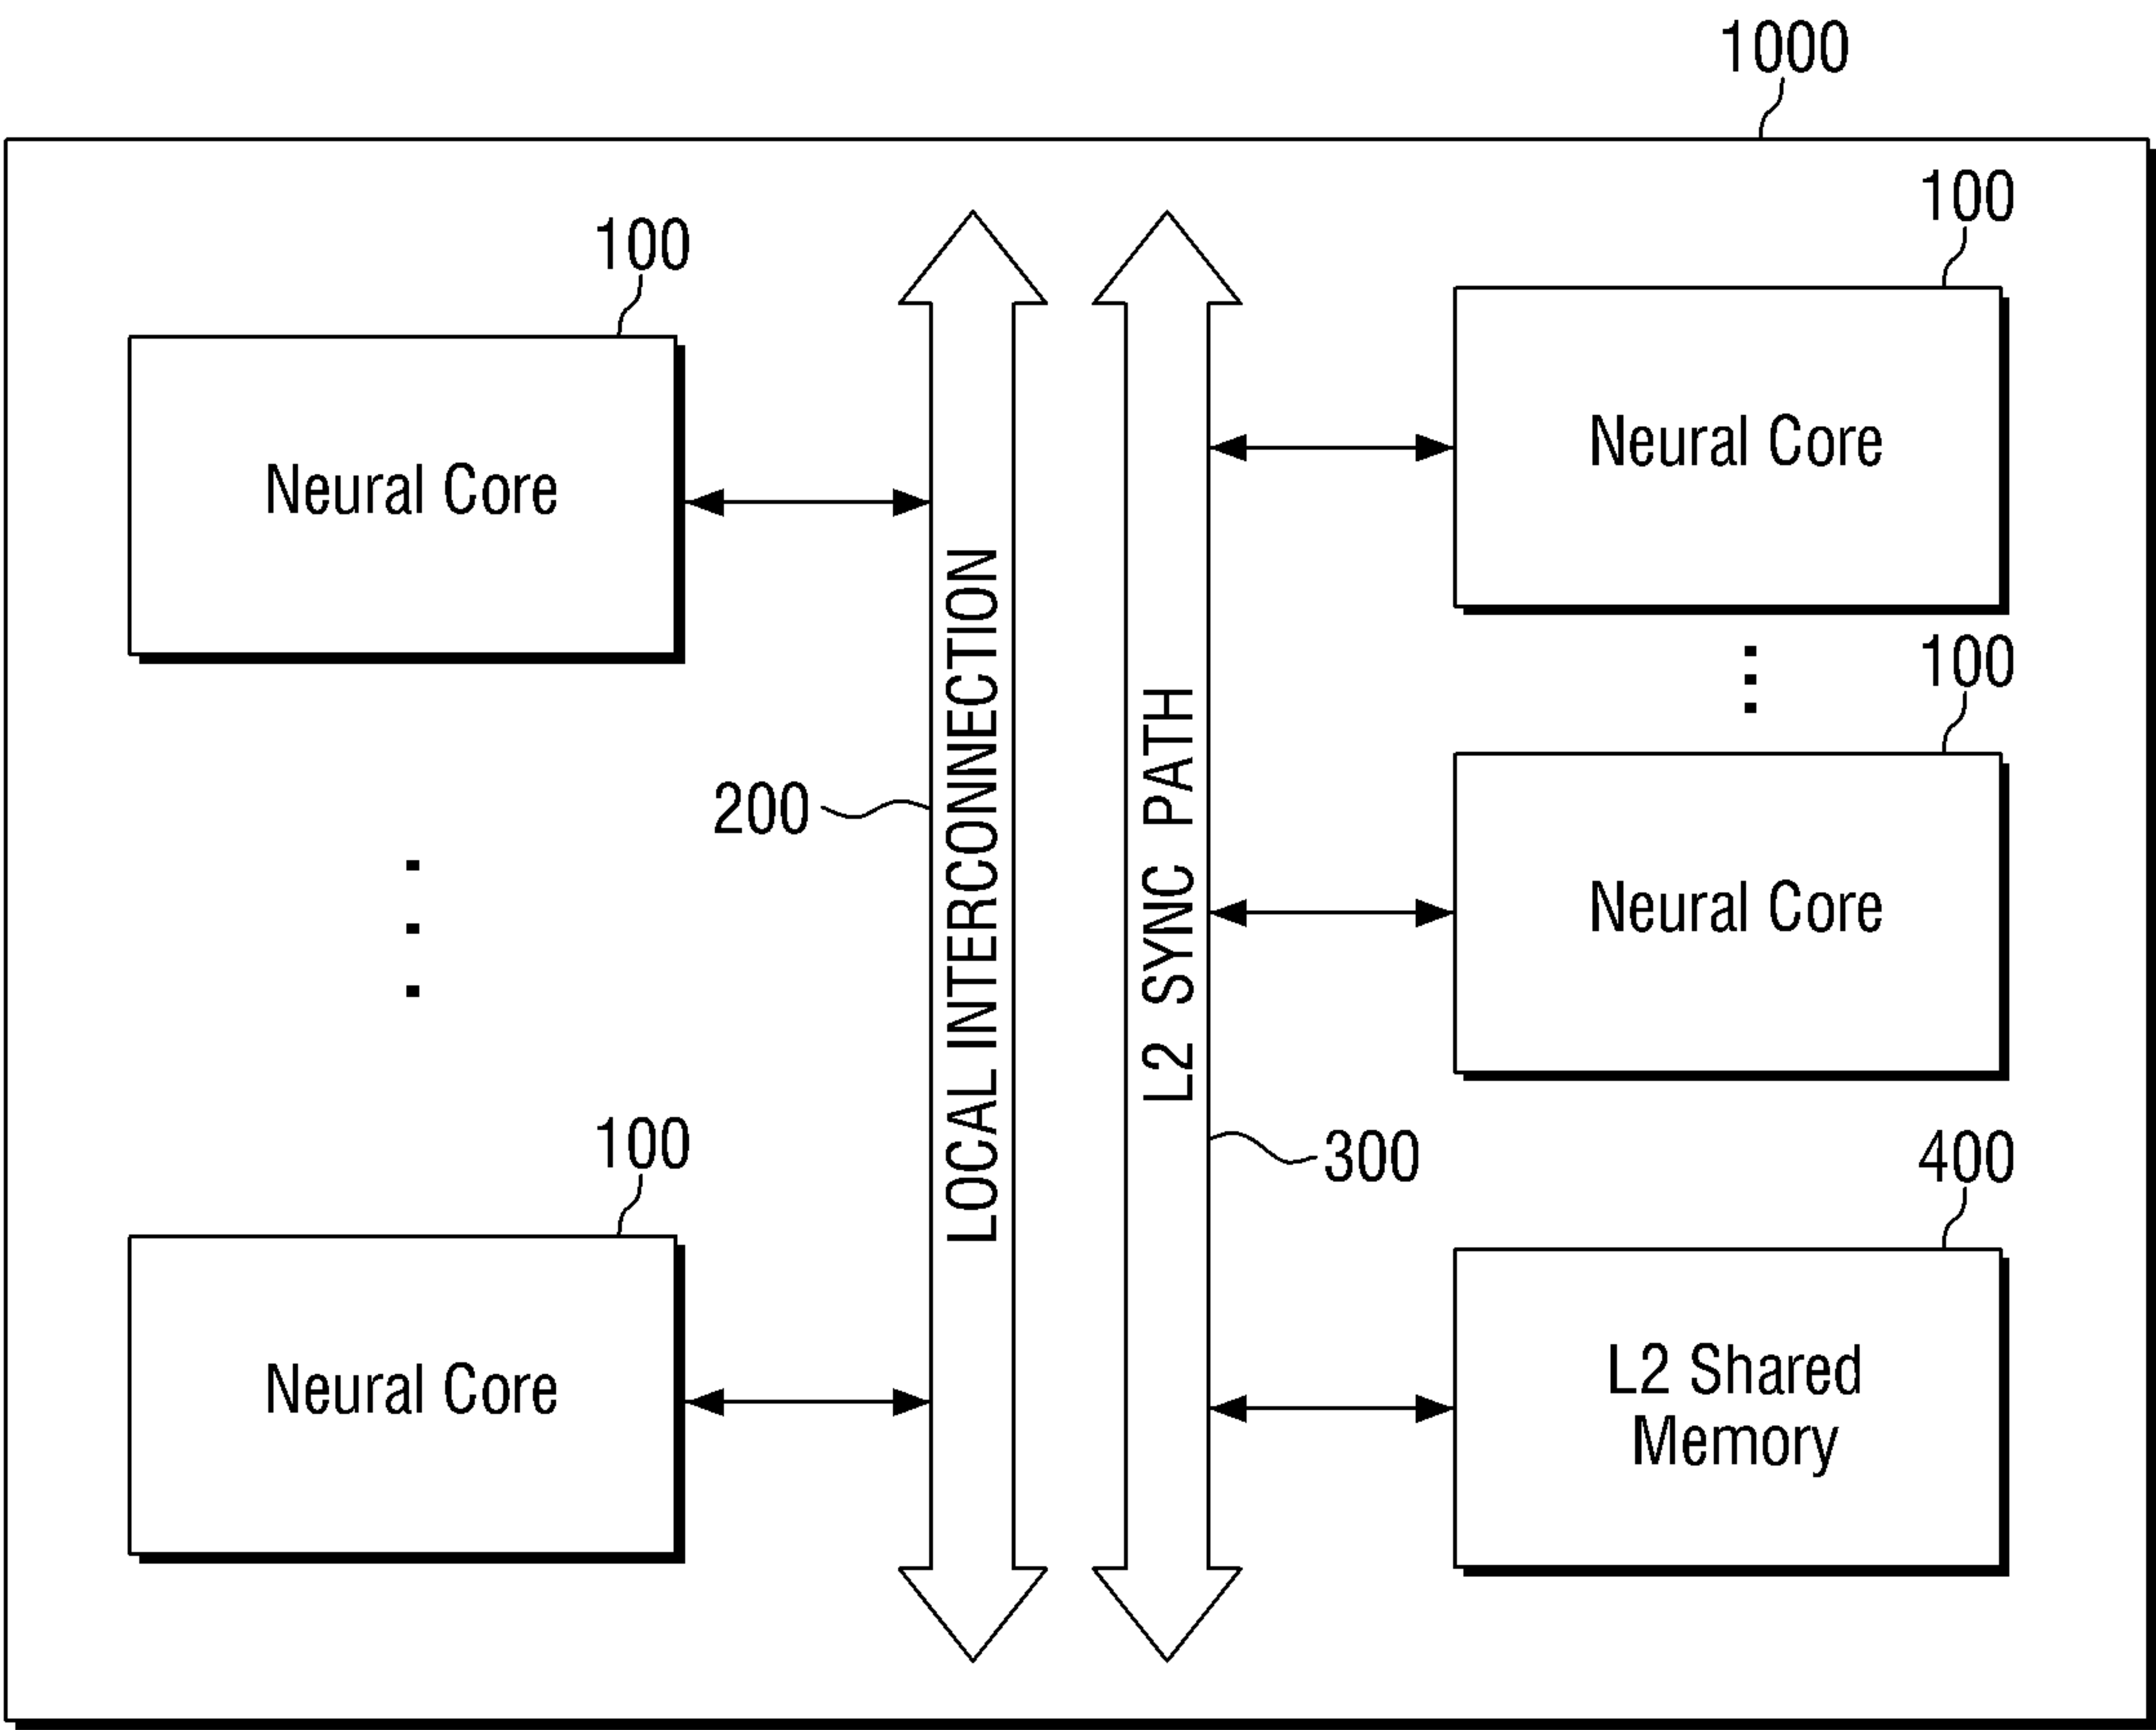 1000
100
100
Neural Core
Neural Core
100
LOCAL INTERCONNECTION
L2 SYNC PATH
200
Neural Core
100
300
400
Neural Core
L2 Shared
Memory